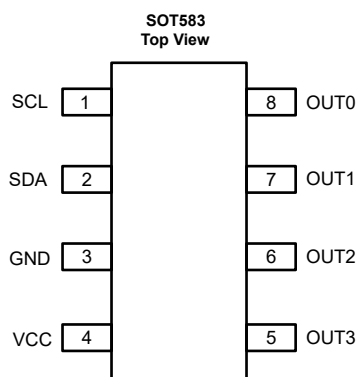 SOT583
Top View
SCL 1 8 OUT0
SDA 2 7 OUT1
GND 3 6 OUT2
VCC 4 5 OUT3